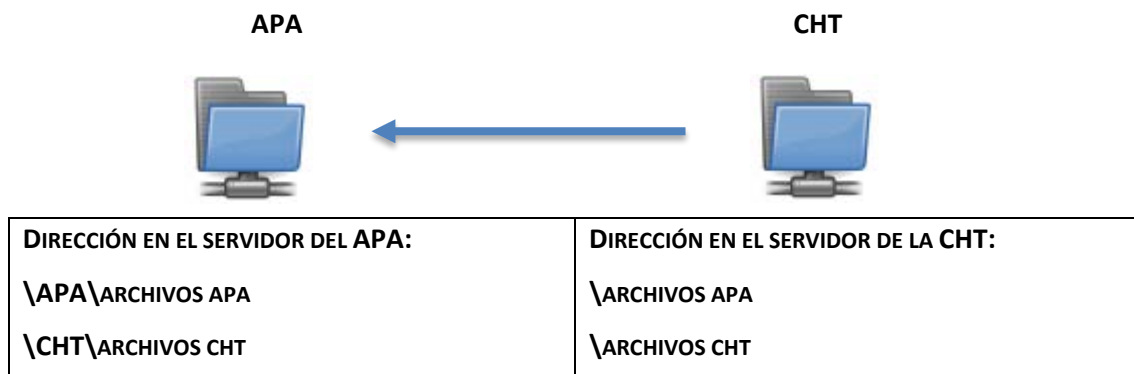 APA
CHT
DIRECCIÓN EN EL SERVIDOR DEL APA:
\APA\ARCHIVOS APA
\CHT\ARCHIVOS CHT
DIRECCIÓN EN EL SERVIDOR DE LA CHT:
\ARCHIVOS APA
\ARCHIVOS CHT